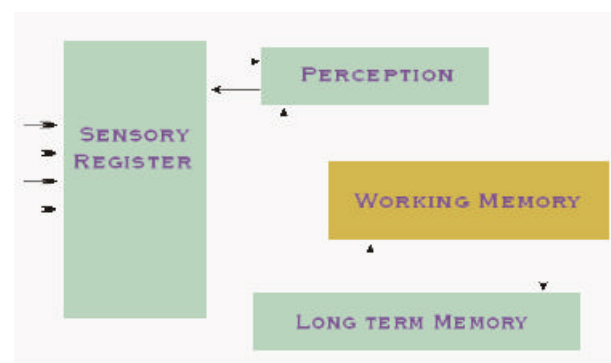 Perception
Sensory
Register
Working Memory
Long term Memory